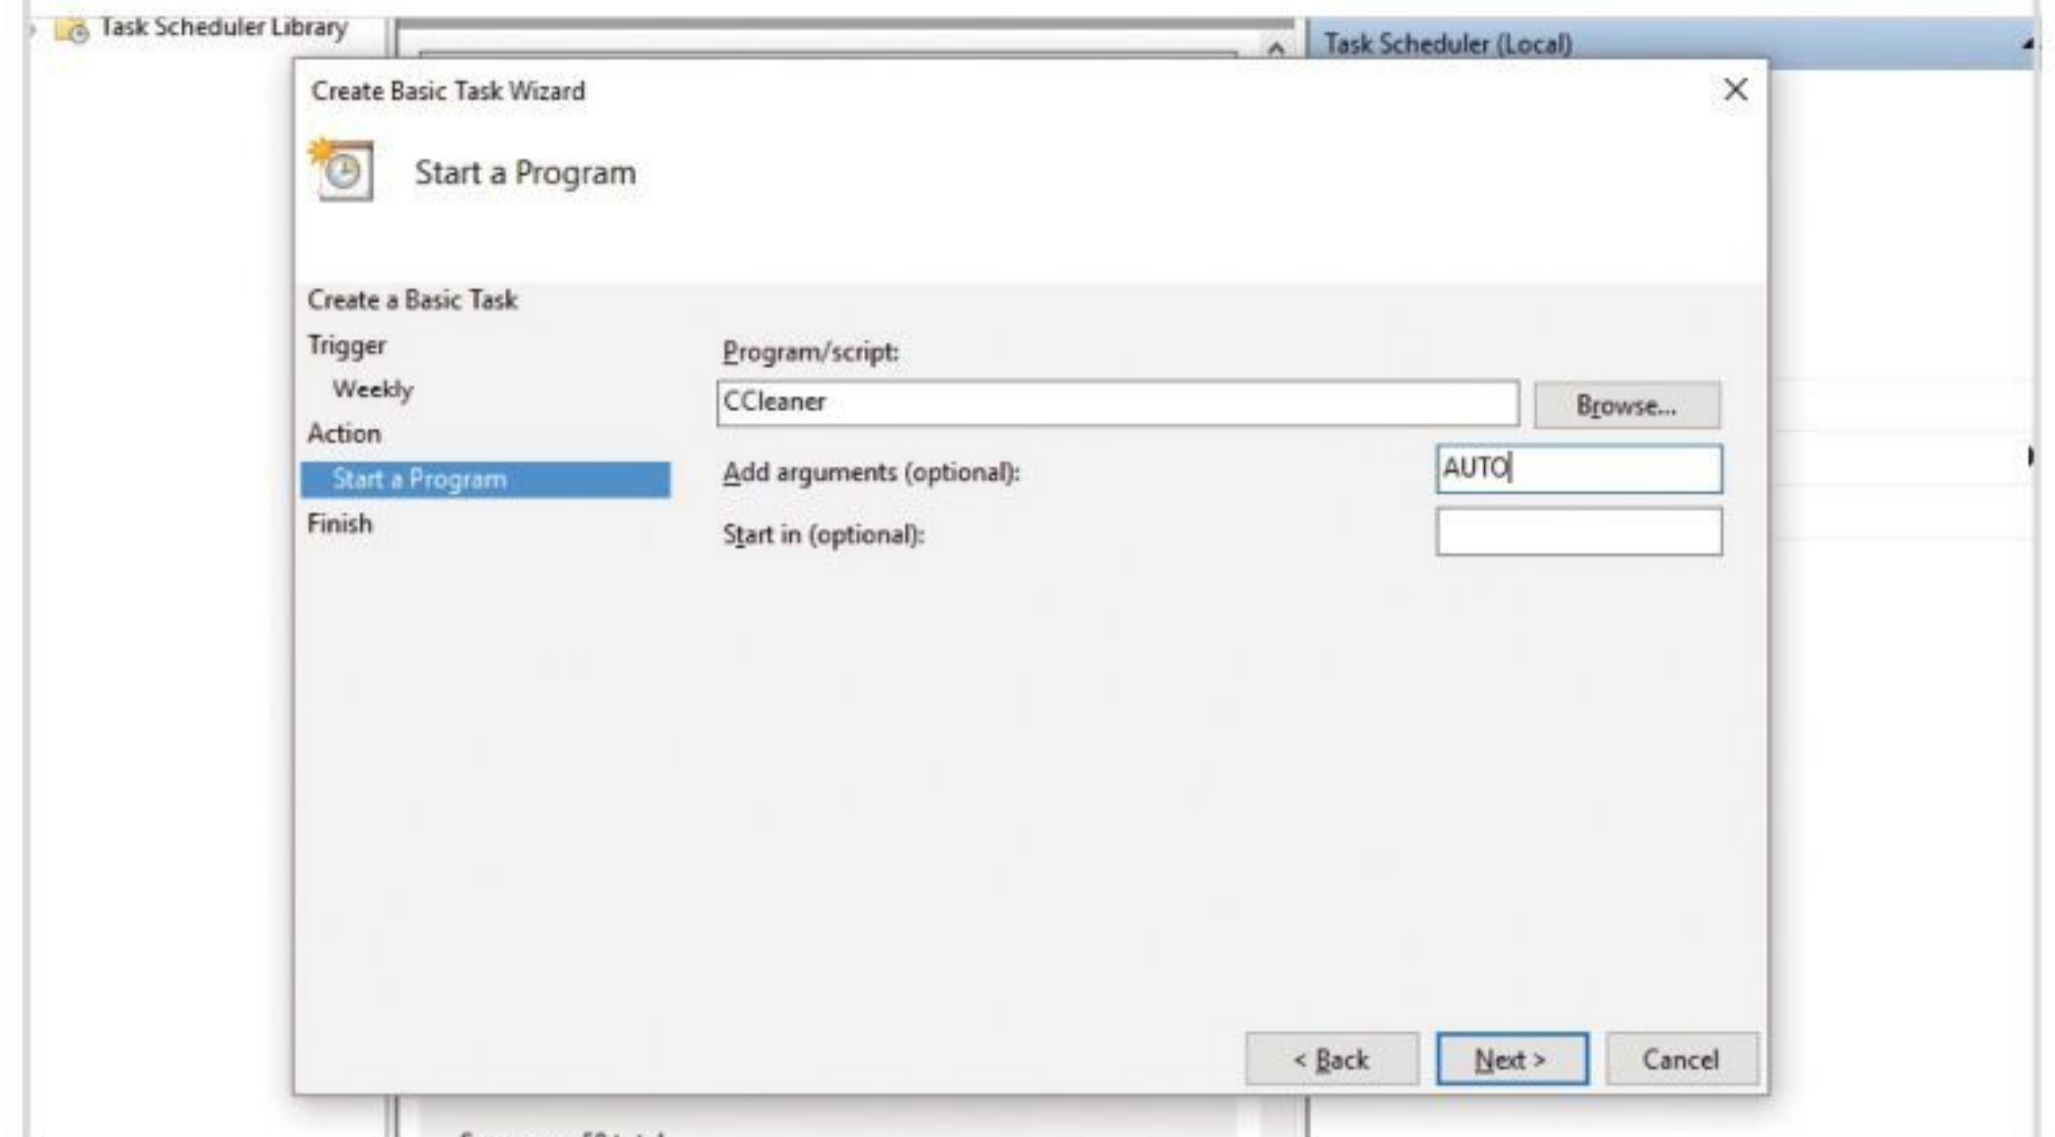 Task Scheduler Library
Task Scheduler (Local)
Create Basic Task Wizard
Start a Program
Create a Basic Task
Trigger
Weekly
Action
Start a Program
Finish
Program/script:
CCleaner
Browse...
Add arguments (optional):
AUTO
Start in (optional):
< Back
Next >
Cancel